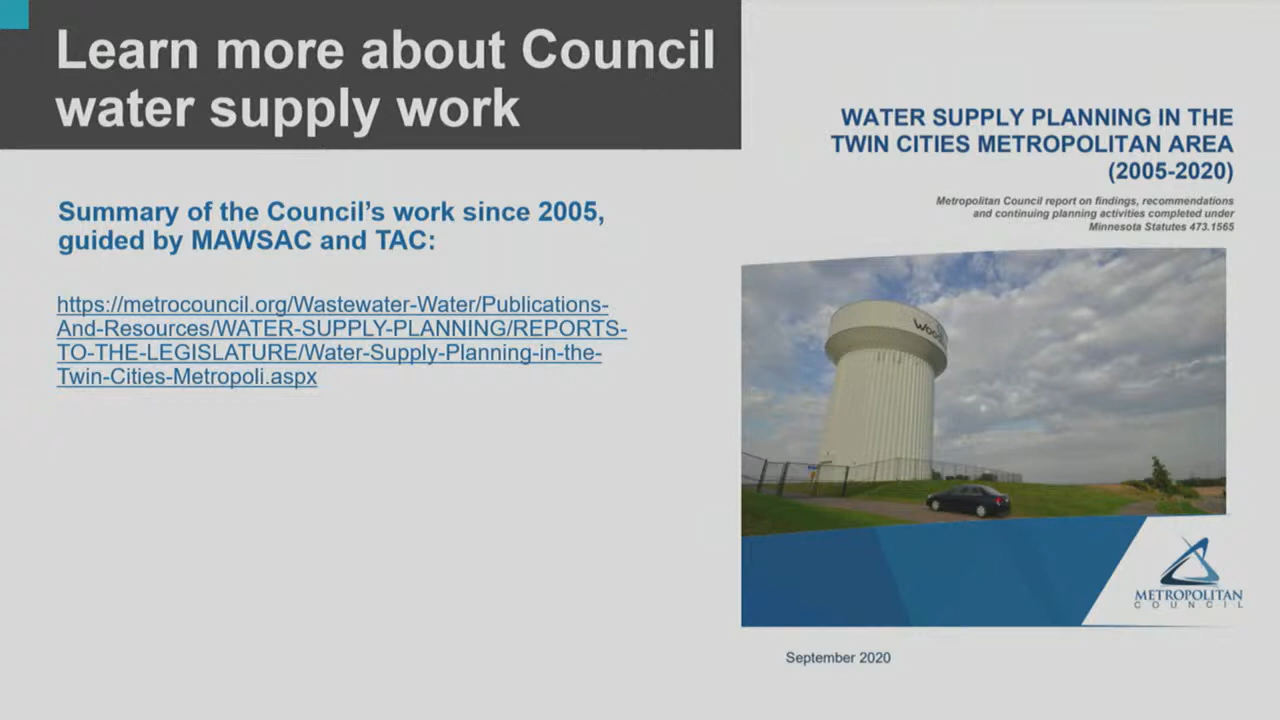 Learn more about Council
water supply work
Summary of the Council's work since 2005,
guided by MAWSAC and TAC:
https://metrocouncil.org/Wastewater-Water/Publications-
And-Resources/WATER-SUPPLY-PLANNING/REPORTS-
TO-THE-LEGISLATURE/Water-Supply-Planning-in-the-
Twin-Cities-Metropoli.aspx
WATER SUPPLY PLANNING IN THE
TWIN CITIES METROPOLITAN AREA
(2005-2020)
Metropolitan Council report on findings, recommendations
and continuing planning activities completed under
Minnesota Statutes 473.1565
METROPOLITAN
COUNCIL
September 2020